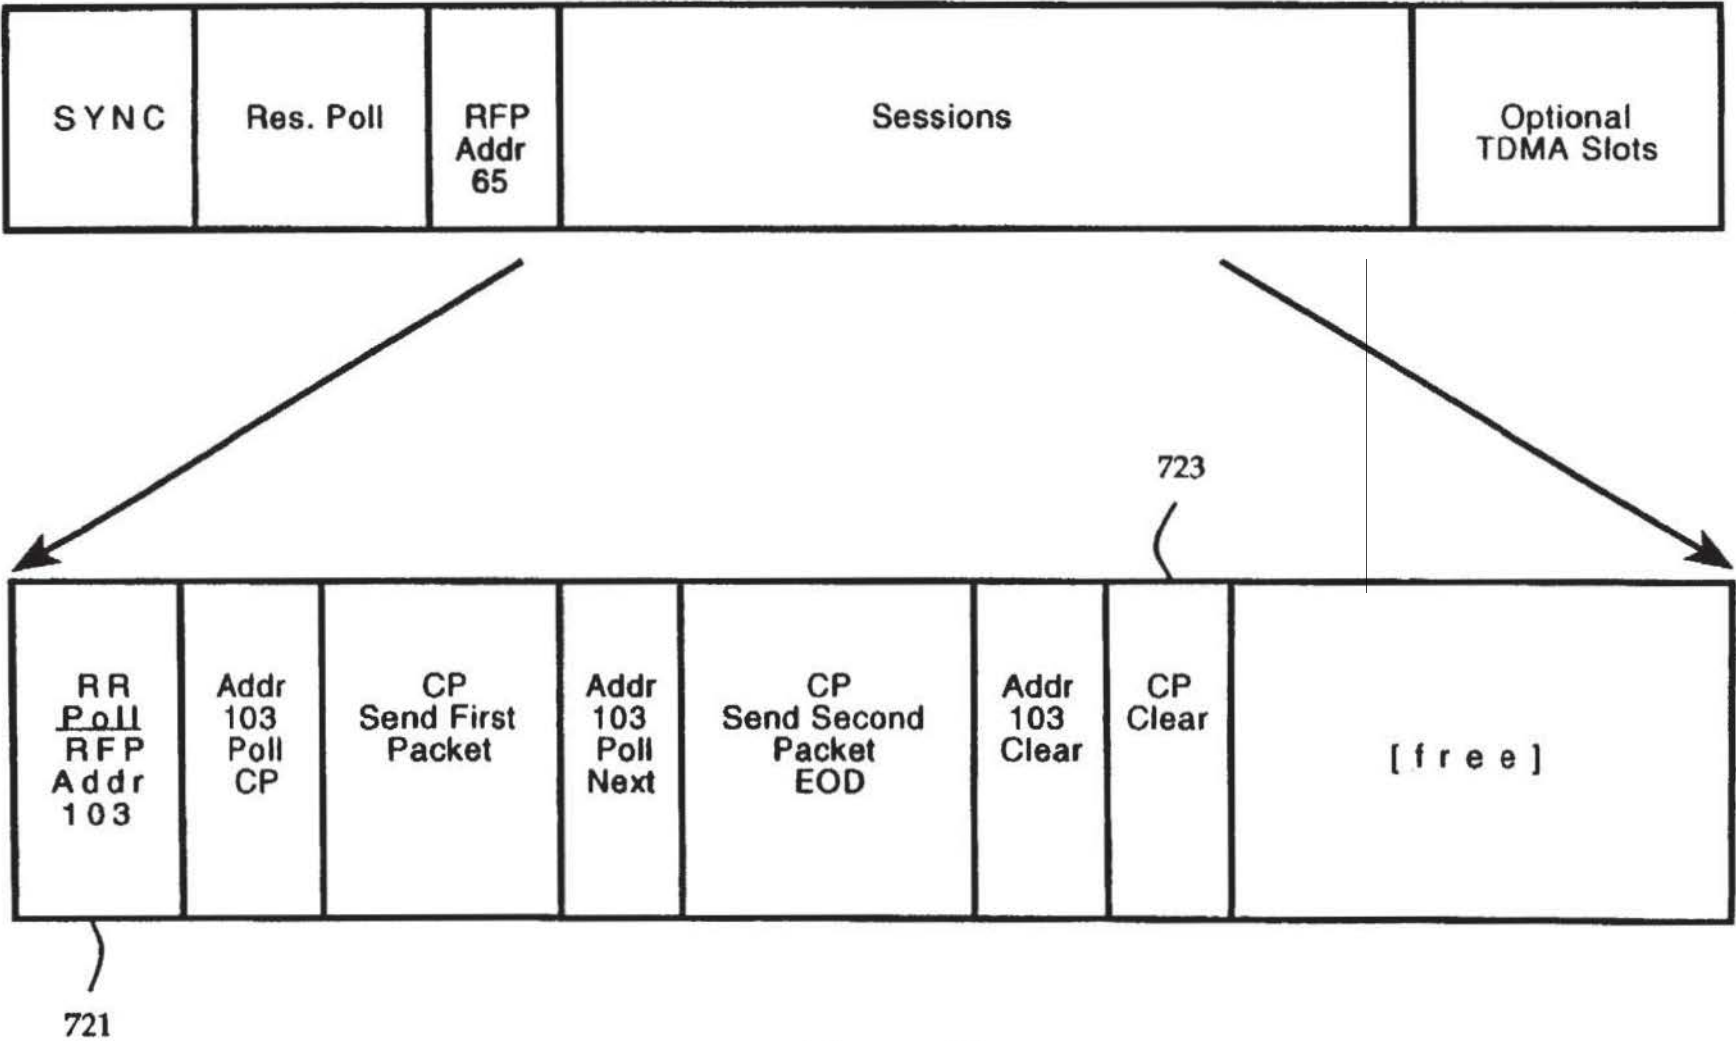 SYNC
Res. Poll
RFP
Addr
65
Sessions
Optional
TDMA Slots
723
RR
Poll
RFP
Addr
103
Addr
103
Poll
CP
CP
Send First
Packet
Addr
103
Poll
Next
CP
Send Second
Packet
EOD
Addr
103
Clear
CP
Clear
[free]
721